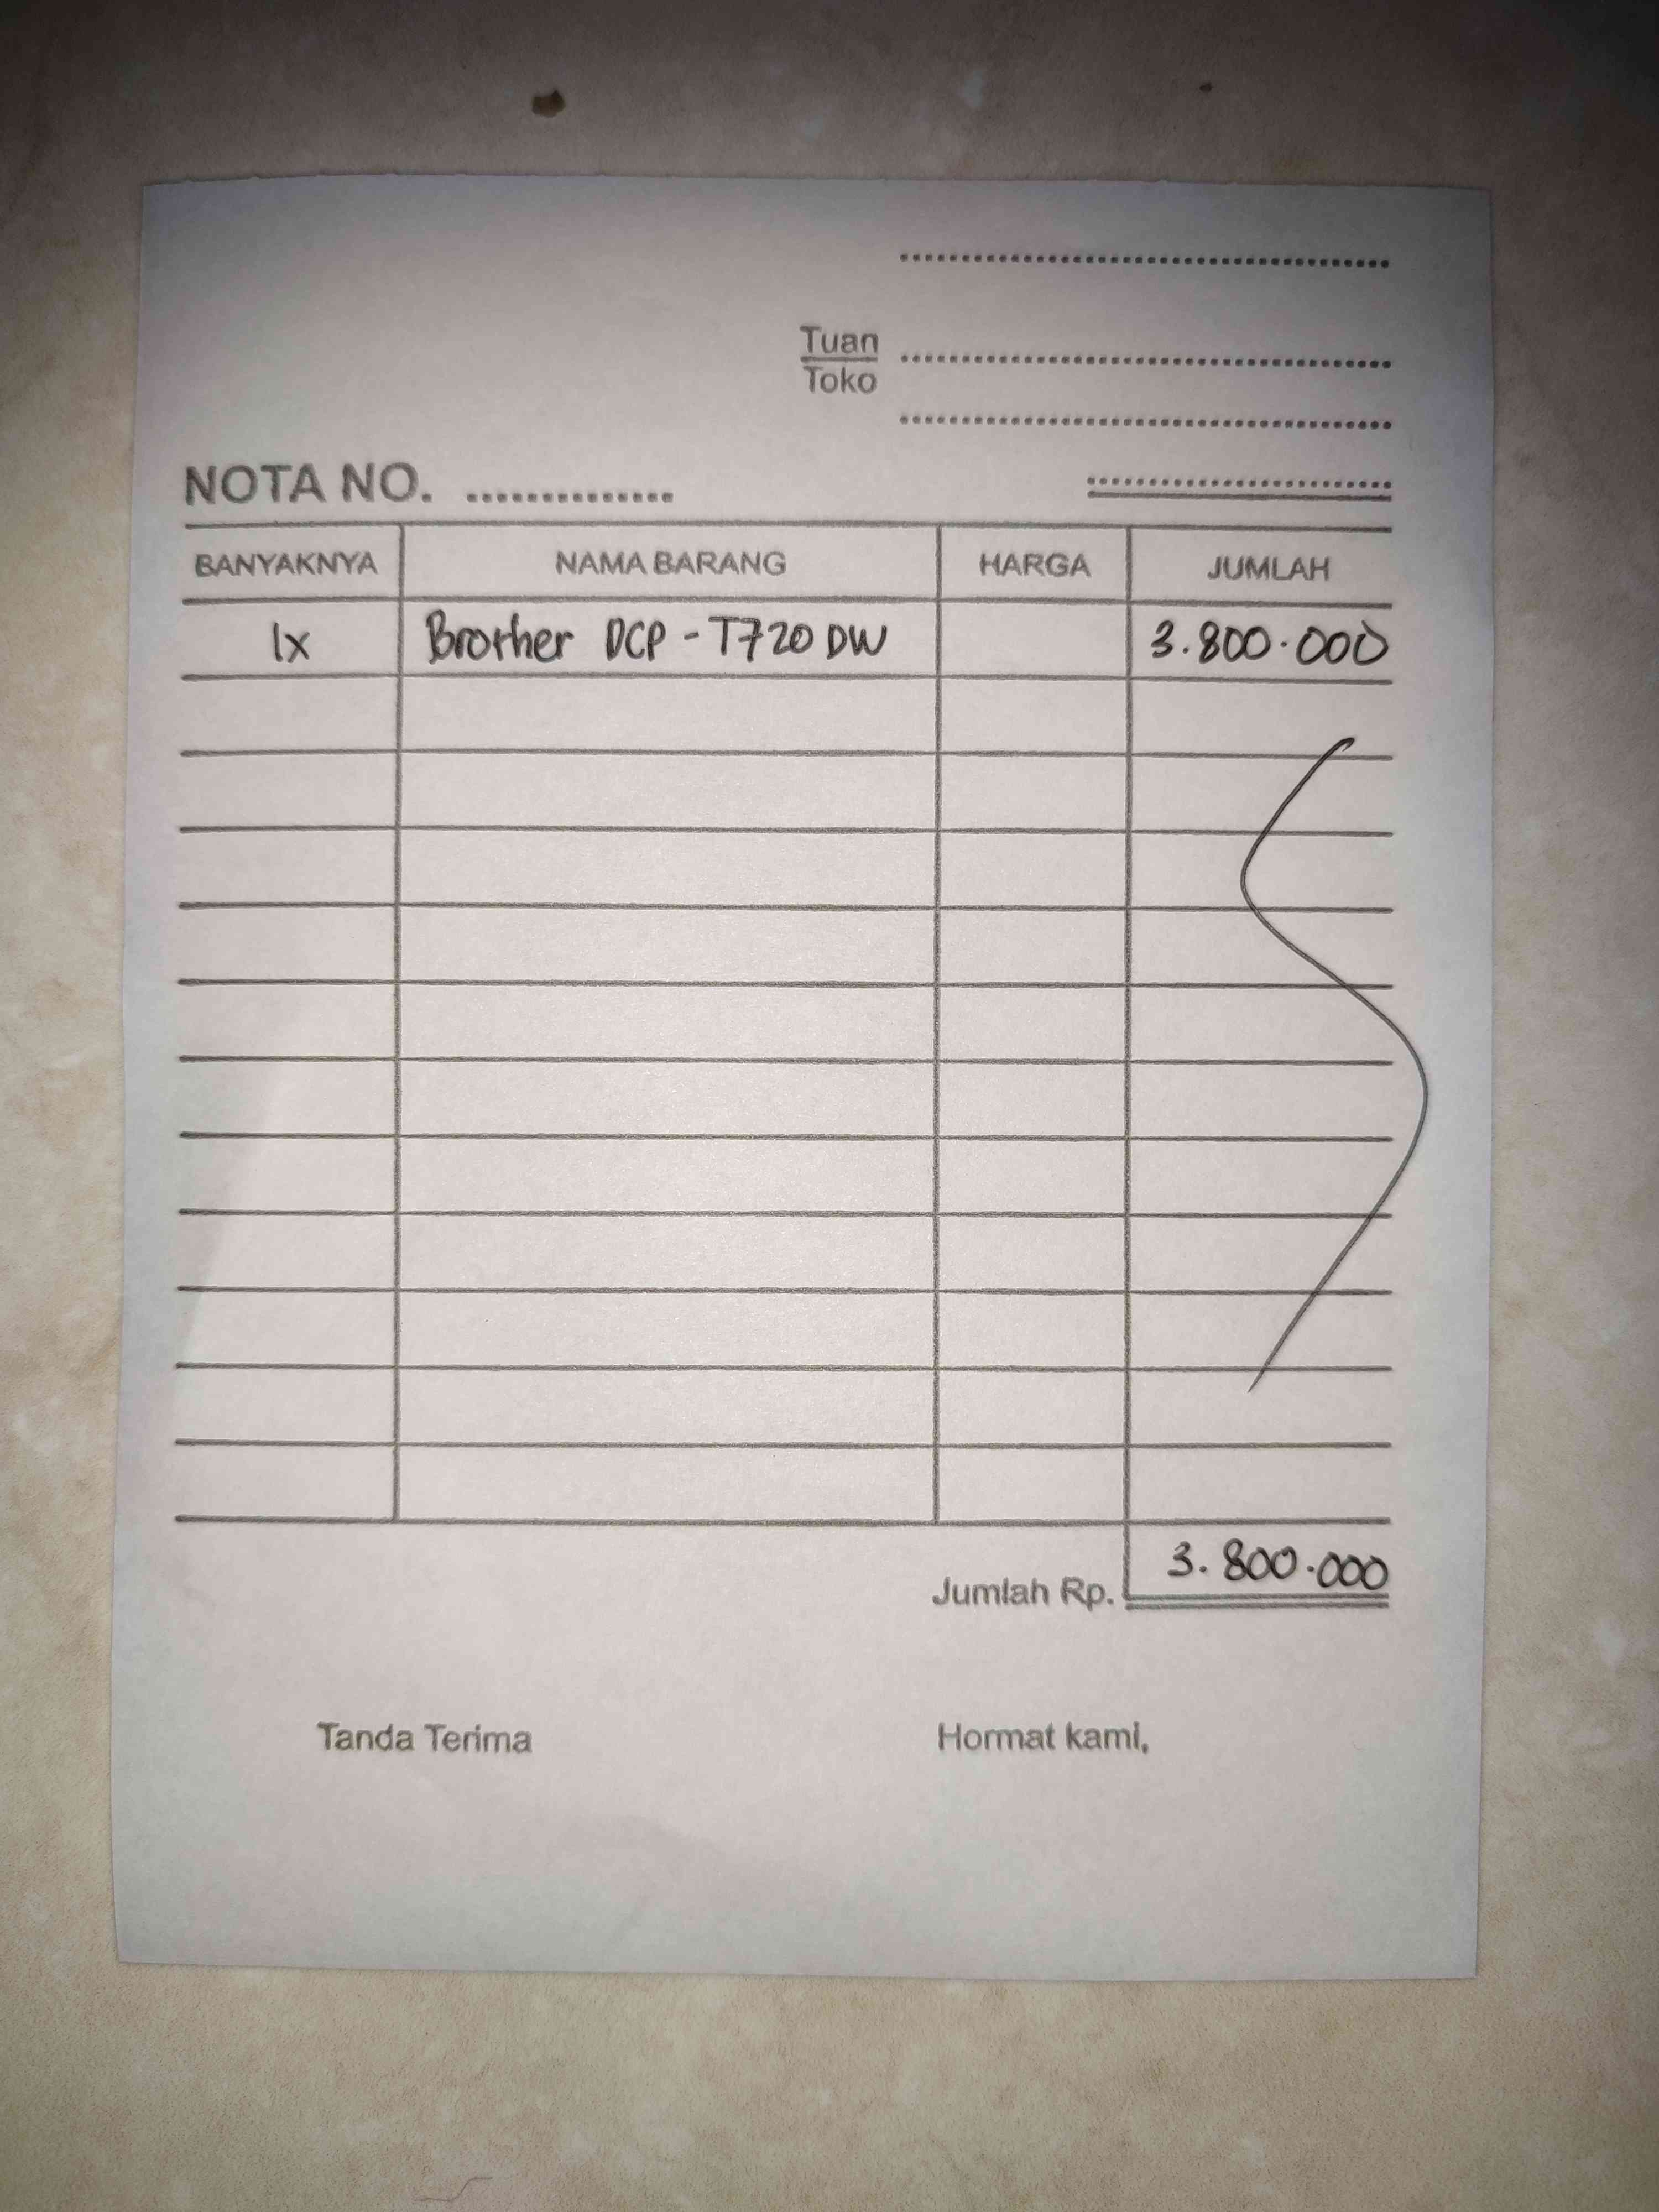 Tuan
Toko
NOTA NO. ..............
BANYAKNYA NAMA BARANG HARGA JUMLAH
1x Brother DCP - T720 DW 3.800.000
Jumlah Rp. 3.800.000
Tanda Terima Hormat kami,